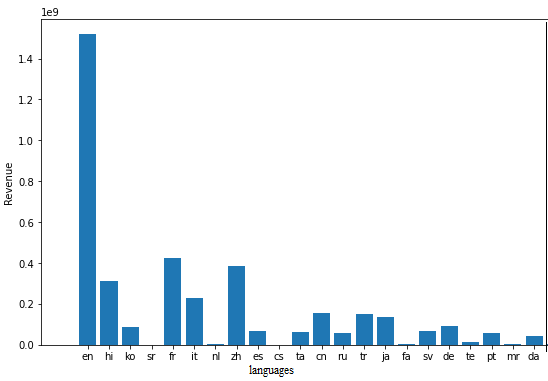 1e9
1.4
1.2
1.0
0.8
0.6
0.4
0.2
0.0
Revenue
en hi ko sr fr it nl zh es cs ta cn ru tr ja fa sv de te pt mr da
languages